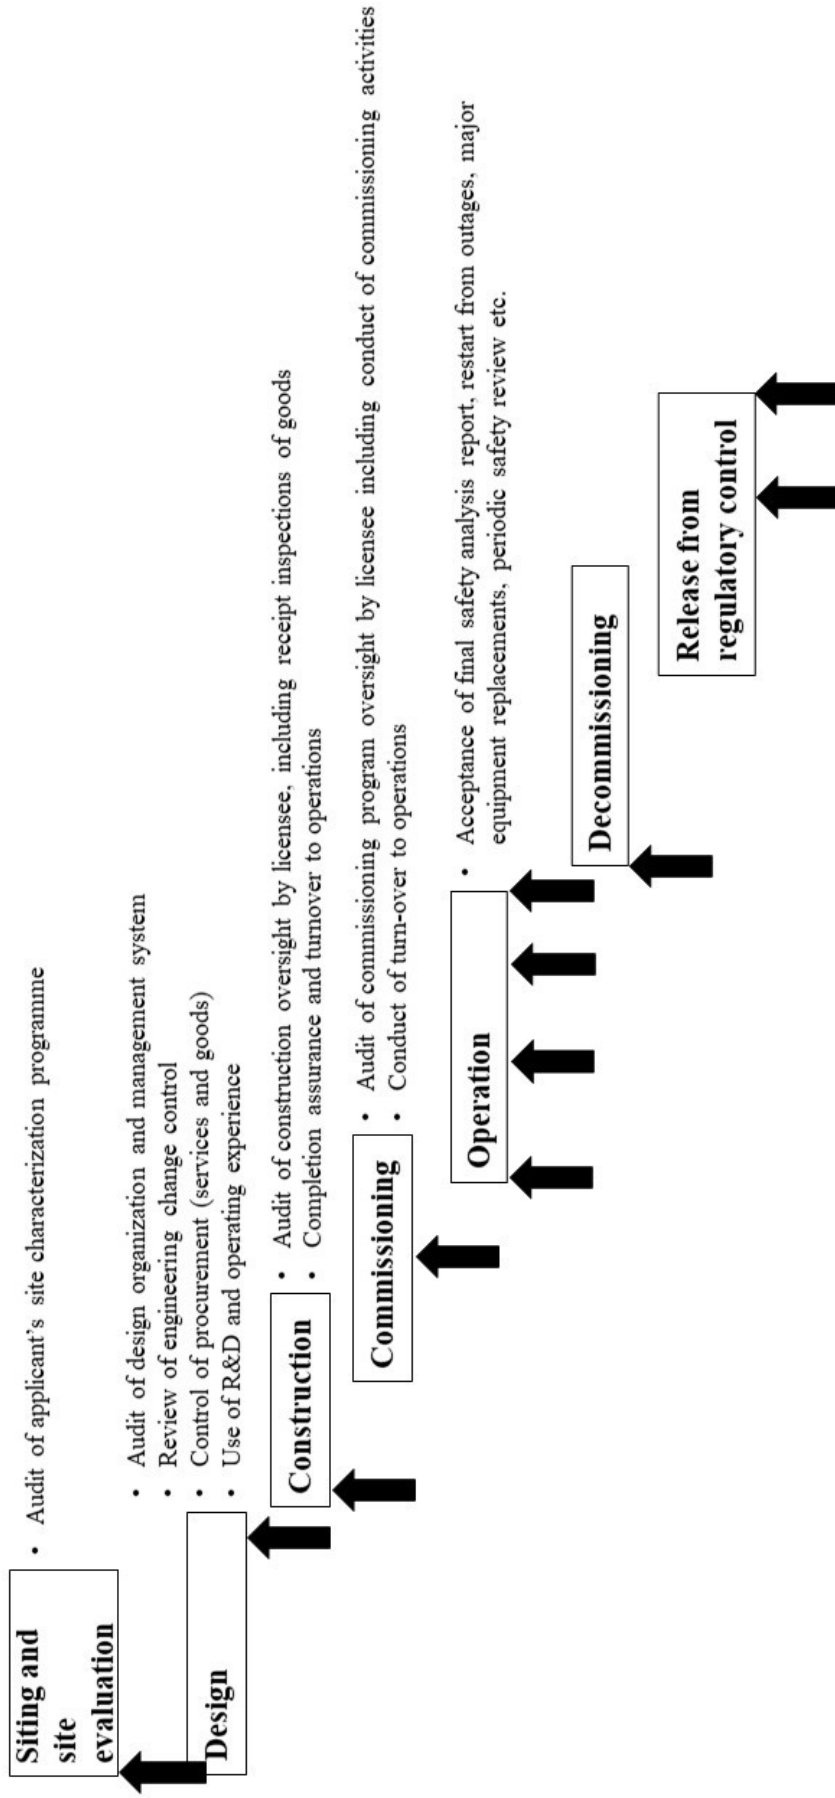 Siting and
site
evaluation
• Audit of applicant's site characterization programme
Design
• Audit of design organization and management system
• Review of engineering change control
• Control of procurement (services and goods)
• Use of R&D and operating experience
Construction
• Audit of construction oversight by licensee, including receipt inspections of goods
• Completion assurance and turnover to operations
Commissioning
• Audit of commissioning program oversight by licensee including conduct of commissioning activities
• Conduct of turn-over to operations
Operation
• Acceptance of final safety analysis report, restart from outages, major
equipment replacements, periodic safety review etc.
Decommissioning
Release from
regulatory control